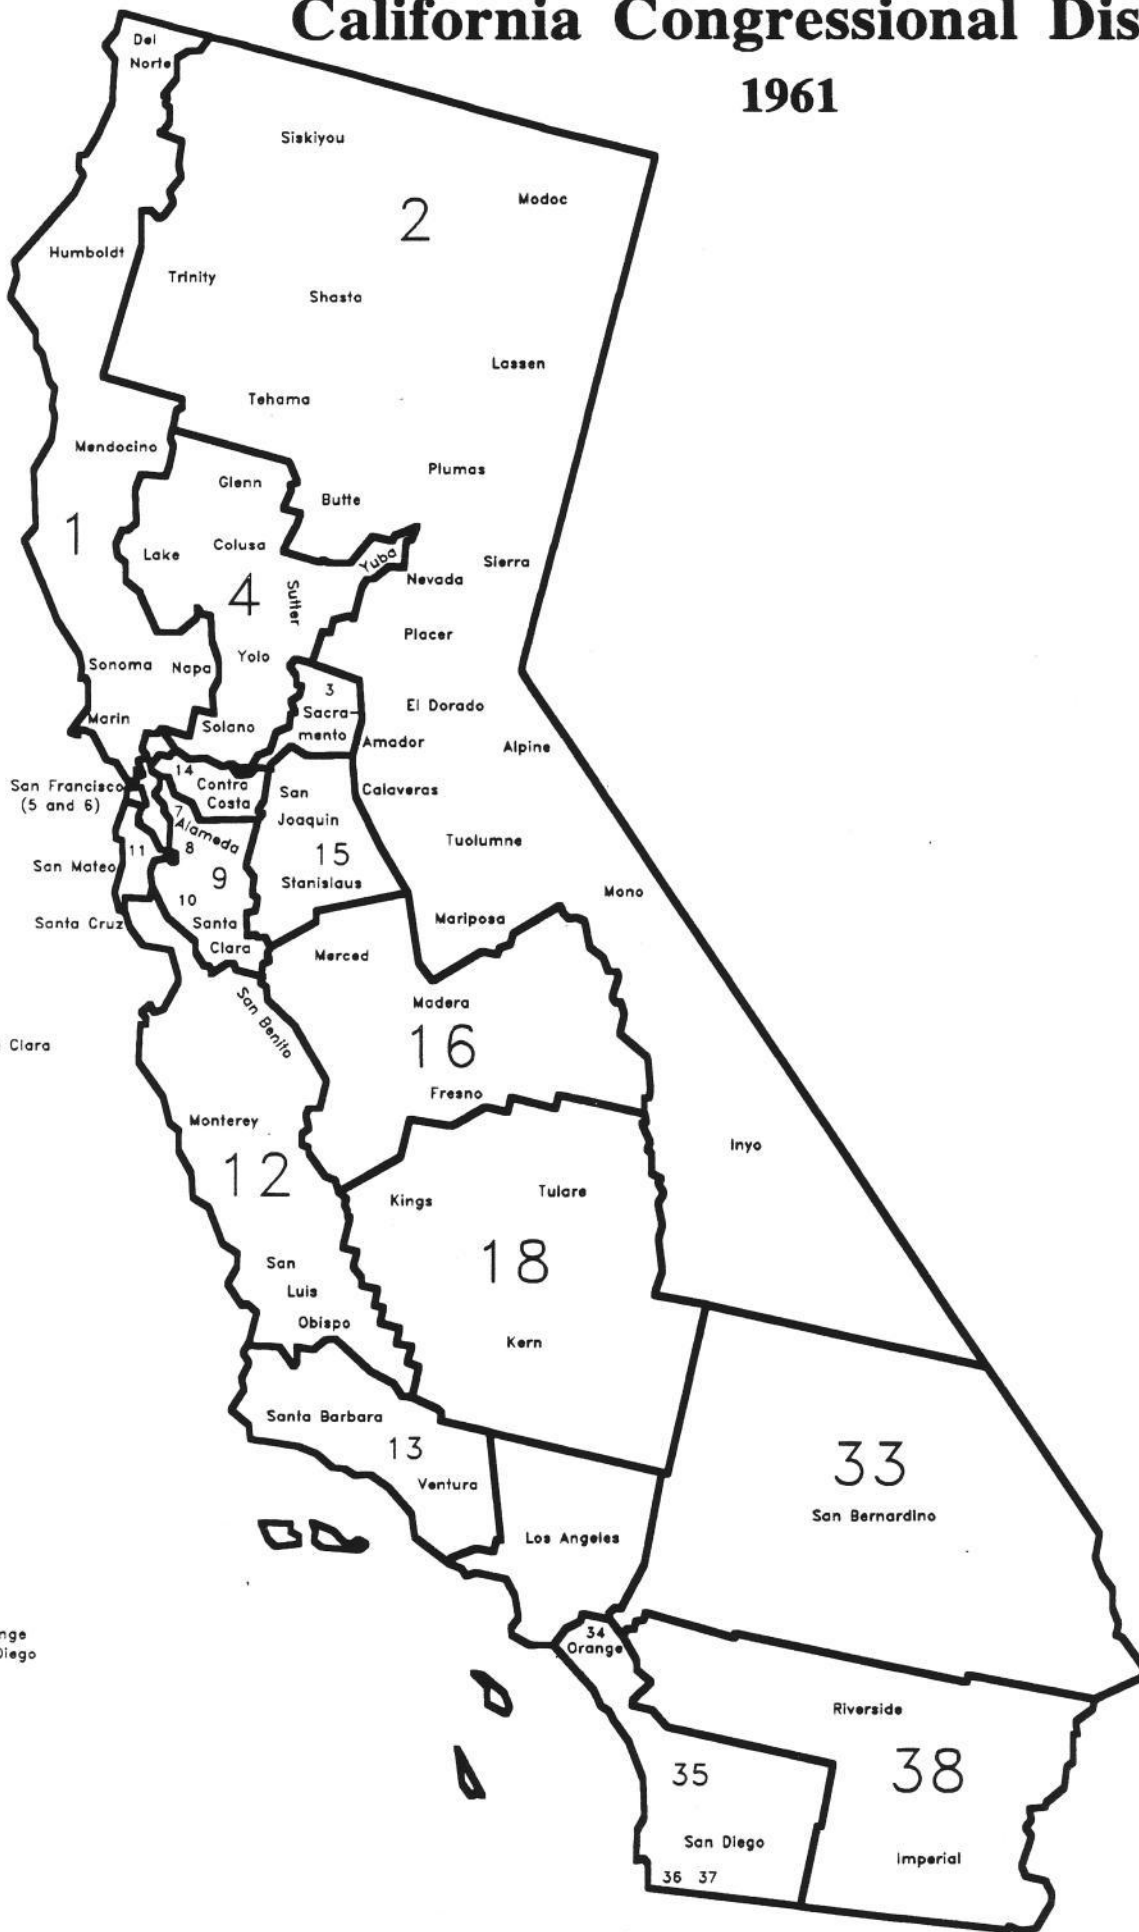 California Congressional Dis
1961
Del
Norte
Siskiyou
Modoc
2
Humboldt
Trinity
Shasta
Lassen
Tehama
Mendocino
Plumas
Glenn
Butte
1
Lake
Colusa
Yuba
Sierra
Nevada
4
Sutter
Placer
Sonoma
Napa
Yolo
3
Sacra-
mento
El Dorado
Marin
Solano
Amador
Alpine
San Francisco
(5 and 6)
14
Contra
Costa
San
Joaquin
Calaveras
7
Alameda
8
Tuolumne
11
15
San Mateo
9
Stanislaus
Mono
10
Santa Cruz
Santa
Clara
Mariposa
Merced
San Benito
Madera
Clara
16
Fresno
Monterey
Inyo
12
Kings
Tulare
18
San
Luis
Obispo
Kern
Santa Barbara
13
33
Ventura
San Bernardino
Los Angeles
34
Orange
nge
Diego
Riverside
35
38
San Diego
Imperial
36 37